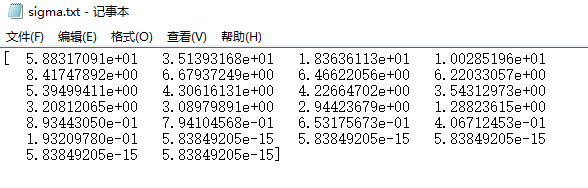 sigma.txt - 记事本
文件(F) 编辑(E) 格式(O) 查看(V) 帮助(H)
[ 5.88317091e+01 3.51393168e+01 1.83636113e+01 1.00285196e+01
8.41747892e+00 6.67937249e+00 6.46622056e+00 6.22033057e+00
5.39499411e+00 4.30616131e+00 4.22664702e+00 3.54312973e+00
3.20812065e+00 3.08979891e+00 2.94423679e+00 1.28823615e+00
8.93443050e-01 7.94104568e-01 6.53175673e-01 4.06712453e-01
1.93209780e-01 5.83849205e-15 5.83849205e-15 5.83849205e-15
5.83849205e-15 5.83849205e-15]